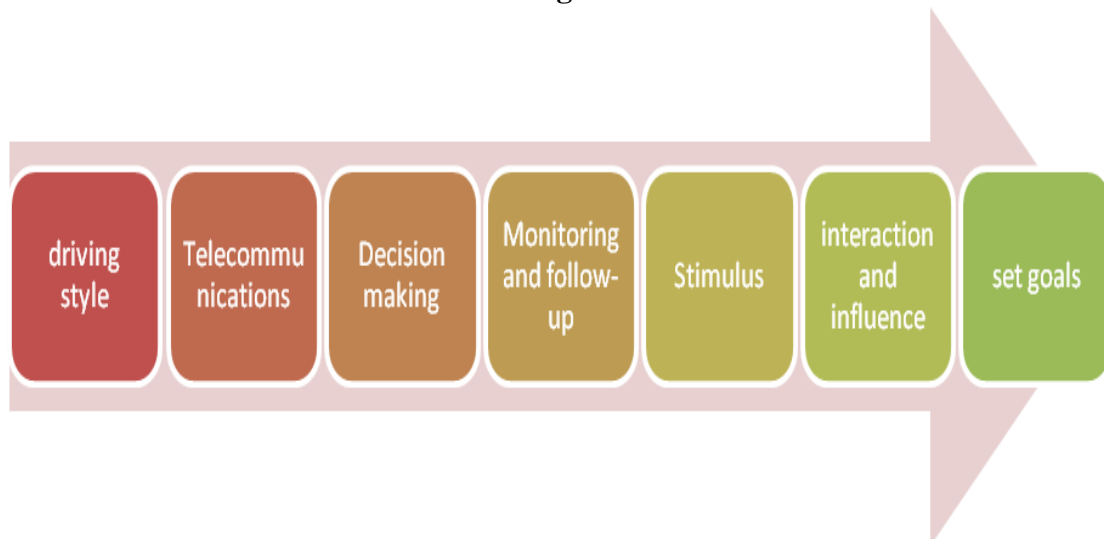 driving
style
Telecommu
nications
Decision
making
Monitoring
and follow-
up
Stimulus
interaction
and
influence
set goals